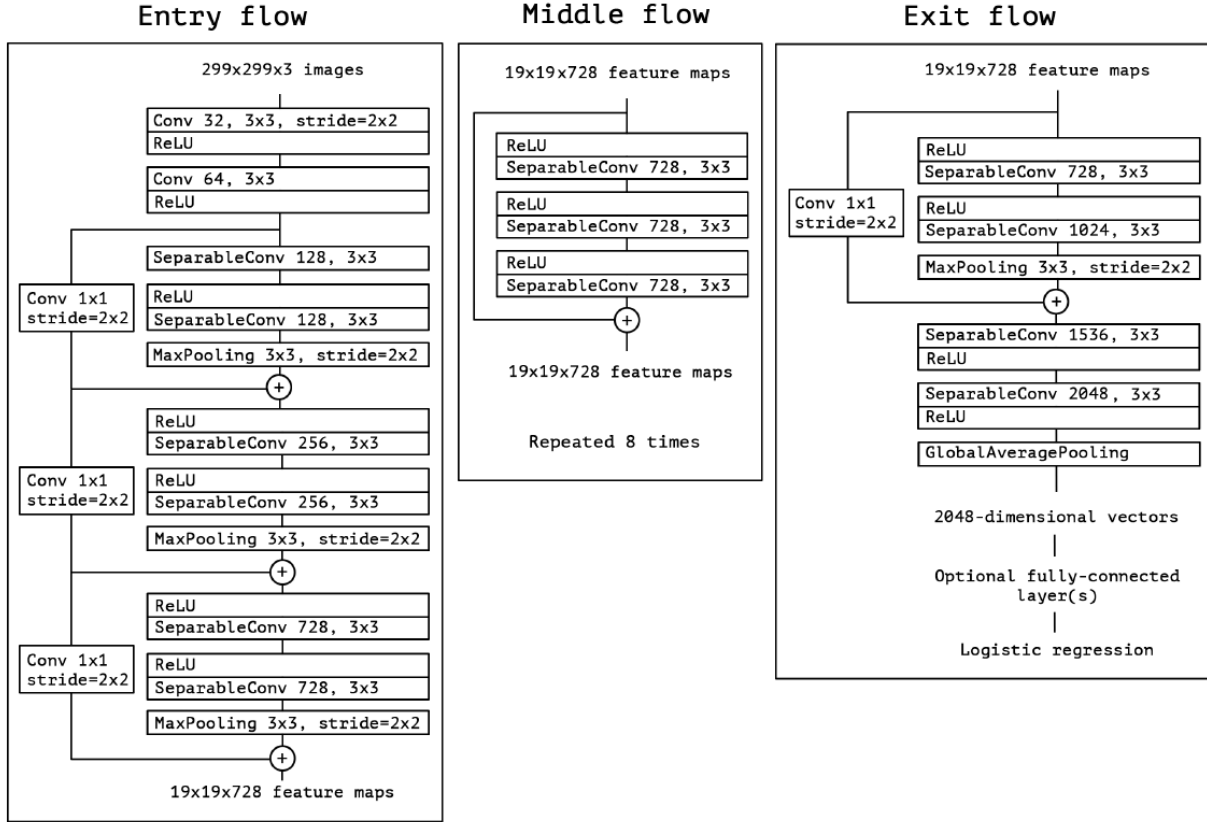 Entry flow
299x299x3 images
Conv 32, 3x3, stride=2x2
ReLU
Conv 64, 3x3
ReLU
SeparableConv 128, 3x3
Conv 1x1
stride=2x2
ReLU
SeparableConv 128, 3x3
MaxPooling 3x3, stride=2x2
+
ReLU
SeparableConv 256, 3x3
Conv 1x1
stride=2x2
ReLU
SeparableConv 256, 3x3
MaxPooling 3x3, stride=2x2
+
ReLU
SeparableConv 728, 3x3
Conv 1x1
stride=2x2
ReLU
SeparableConv 728, 3x3
MaxPooling 3x3, stride=2x2
+
19x19x728 feature maps
Middle flow
19x19x728 feature maps
ReLU
SeparableConv 728, 3x3
ReLU
SeparableConv 728, 3x3
ReLU
SeparableConv 728, 3x3
+
19x19x728 feature maps
Repeated 8 times
Exit flow
19x19x728 feature maps
ReLU
SeparableConv 728, 3x3
Conv 1x1
stride=2x2
ReLU
SeparableConv 1024, 3x3
MaxPooling 3x3, stride=2x2
+
SeparableConv 1536, 3x3
ReLU
SeparableConv 2048, 3x3
ReLU
GlobalAveragePooling
2048-dimensional vectors
Optional fully-connected
layer(s)
Logistic regression